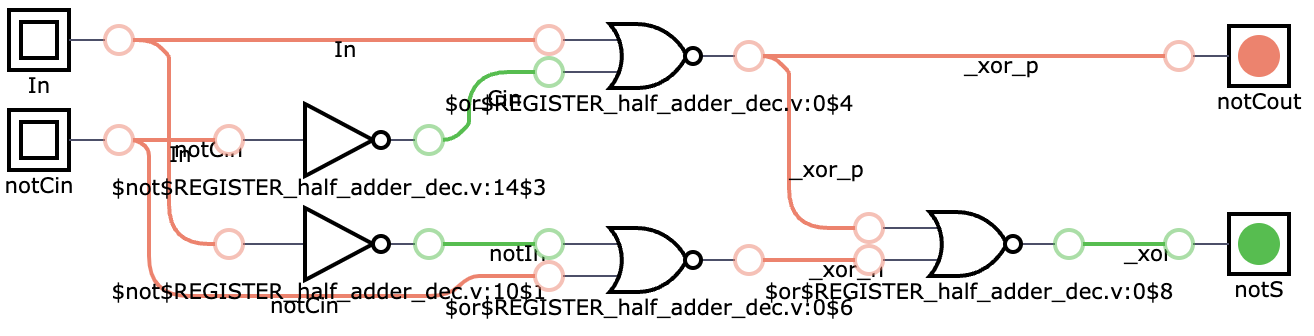 In
In
_xor_p
notCout
_Cin
$or$REGISTER_half_adder_dec.v:0$4
notCin
In
notCin
$not$REGISTER_half_adder_dec.v:14$3
_xor_p
notIn
_xor_n
_xor
notS
$not$REGISTER_half_adder_dec.v:10$1
notCin
$or$REGISTER_half_adder_dec.v:0$6
$or$REGISTER_half_adder_dec.v:0$8